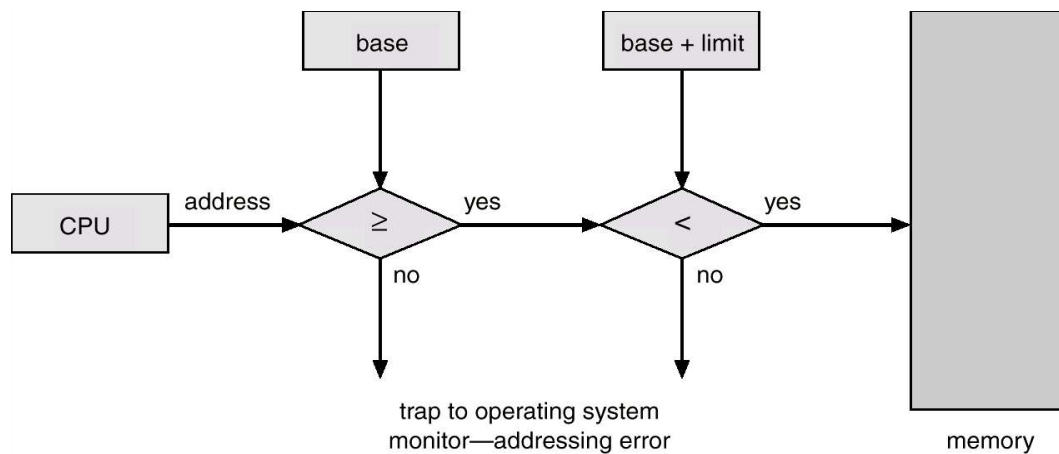 base
base + limit
CPU
address
≥
yes
<
yes
no
no
trap to operating system
monitor—addressing error
memory